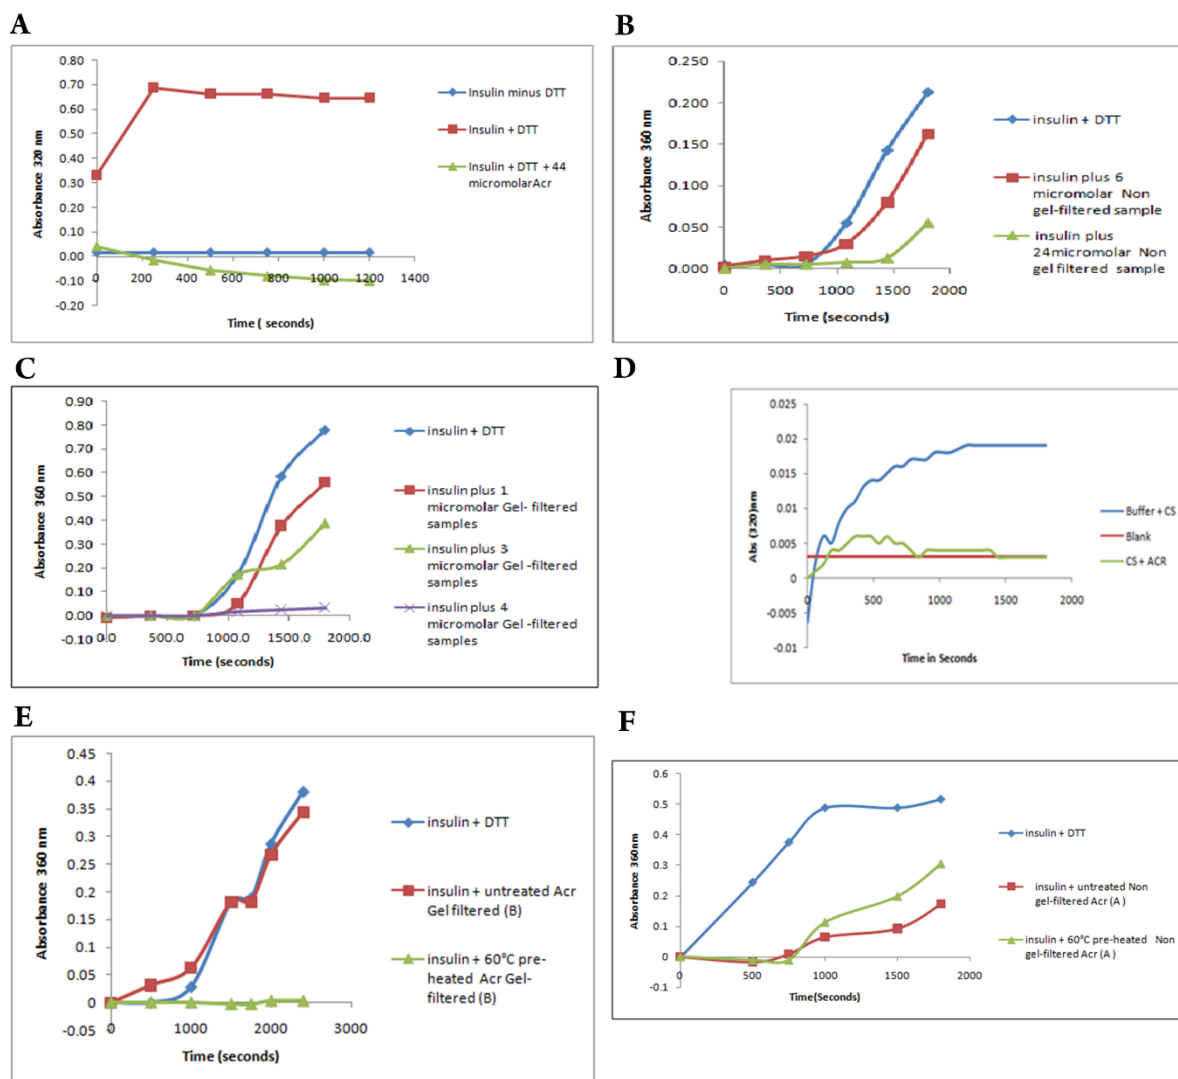 A
0.80
0.70
0.60
0.50
0.40
0.30
0.20
0.10
0.00
-0.10
-0.20
0 200 400 600 800 1000 1200 1400
Absorbance 320 nm
Time ( seconds)
Insulin minus DTT
Insulin + DTT
Insulin + DTT + 44
micromolarAcr
B
0.250
0.200
0.150
0.100
0.050
0.000
0 500 1000 1500 2000
Absorbance 360 nm
Time (seconds)
insulin + DTT
insulin plus 6
micromolar Non
gel-filtered sample
insulin plus
24micromolar Non
gel filtered sample
C
0.90
0.80
0.70
0.60
0.50
0.40
0.30
0.20
0.10
0.00
-0.10
0.0 500.0 1000.0 1500.0 2000.0
Absorbance 360 nm
Time (seconds)
insulin + DTT
insulin plus 1
micromolar Gel- filtered
samples
insulin plus 3
micromolar Gel -filtered
samples
insulin plus 4
micromolar Gel -filtered
samples
D
0.025
0.02
0.015
0.01
0.005
0
-0.005
-0.01
500 1000 1500 2000
Abs (320)nm
Time in Seconds
Buffer + CS
Blank
CS + ACR
E
0.45
0.4
0.35
0.3
0.25
0.2
0.15
0.1
0.05
0
-0.05
0 1000 2000 3000
Absorbance 360 nm
Time (seconds)
insulin + DTT
insulin + untreated Acr
Gel filtered (B)
insulin + 60°C pre-
heated Acr Gel-
filtered (B)
F
0.6
0.5
0.4
0.3
0.2
0.1
0
-0.1
0 500 1000 1500 2000
Absorbance 360nm
Time(Seconds)
insulin + DTT
insulin + untreated Non
gel-filtered Acr (A )
insulin + 60°C pre-heated Non
gel-filtered Acr (A )